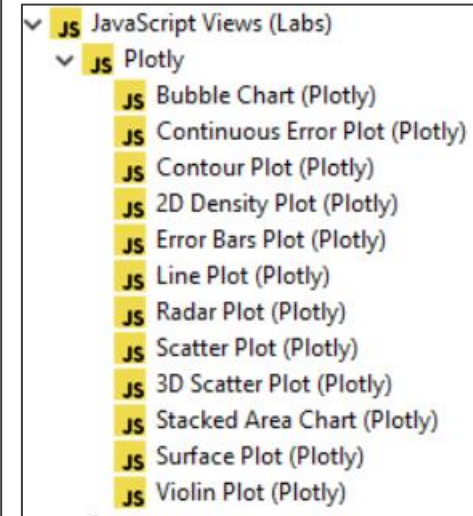 JS JavaScript Views (Labs)
JS Plotly
JS Bubble Chart (Plotly)
JS Continuous Error Plot (Plotly)
JS Contour Plot (Plotly)
JS 2D Density Plot (Plotly)
JS Error Bars Plot (Plotly)
JS Line Plot (Plotly)
JS Radar Plot (Plotly)
JS Scatter Plot (Plotly)
JS 3D Scatter Plot (Plotly)
JS Stacked Area Chart (Plotly)
JS Surface Plot (Plotly)
JS Violin Plot (Plotly)